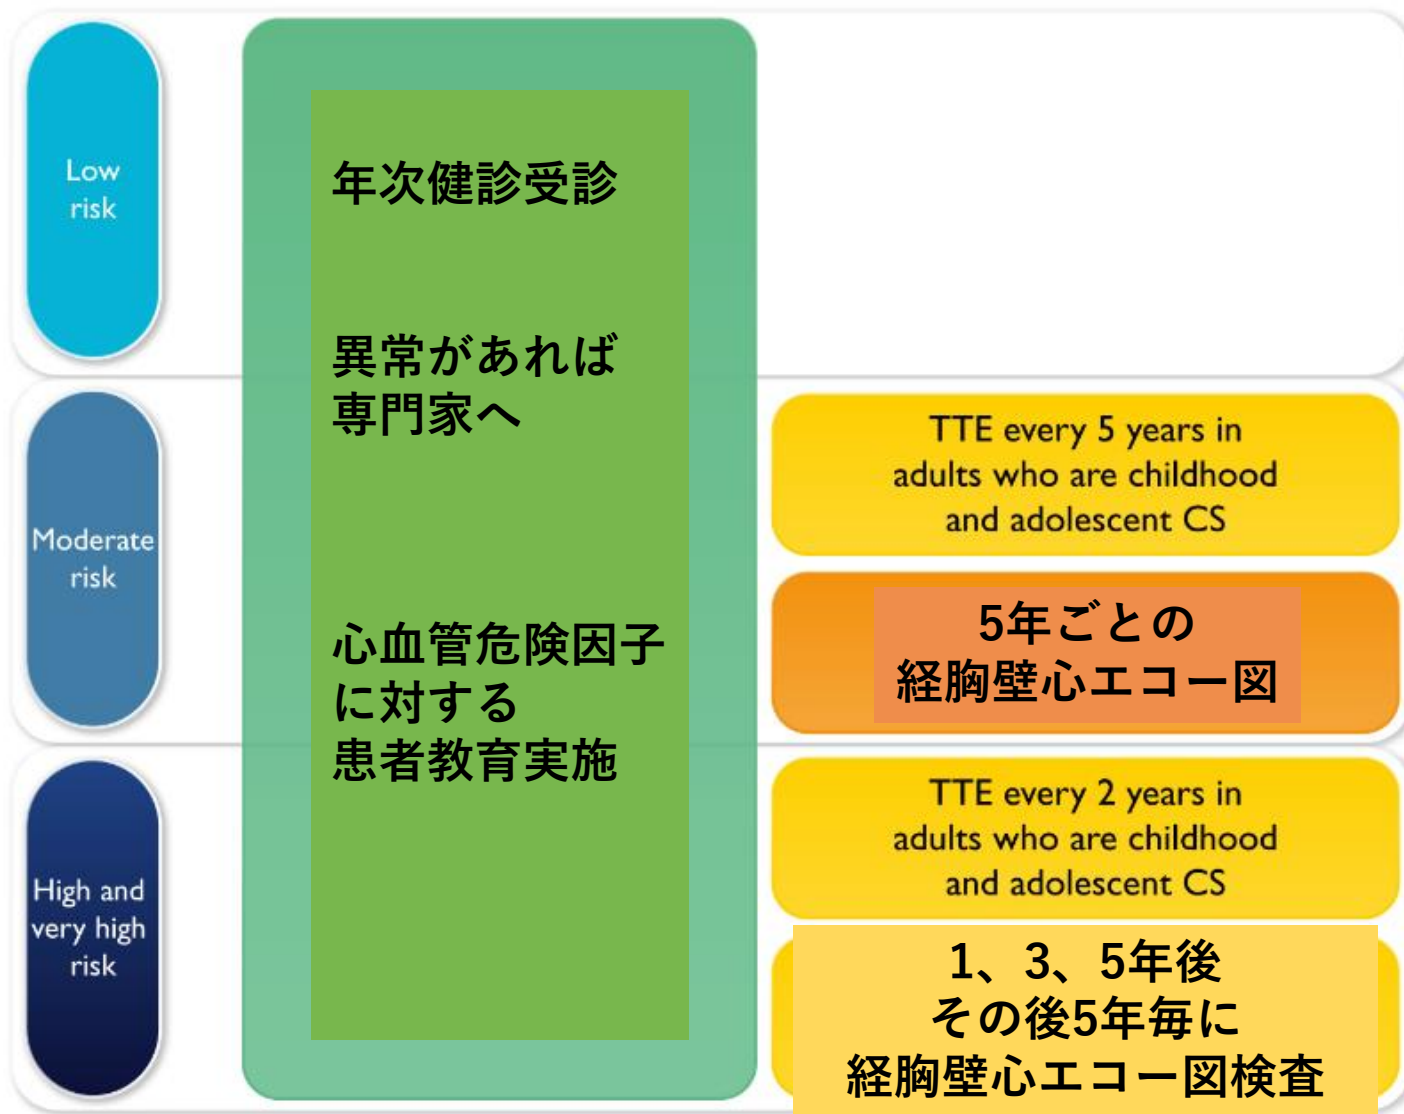 Low
risk
年次健診受診
異常があれば
専門家へ
心血管危険因子
に対する
患者教育実施
Moderate
risk
TTE every 5 years in
adults who are childhood
and adolescent CS
5年ごとの
経胸壁心エコー図
High and
very high
risk
TTE every 2 years in
adults who are childhood
and adolescent CS
1、3、5年後
その後5年毎に
経胸壁心エコー図検査